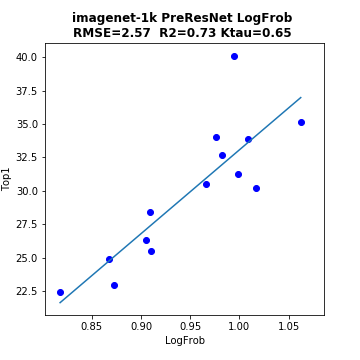 imagenet-1k PreResNet LogFrob
RMSE=2.57 R2=0.73 Ktau=0.65
40.0
37.5
35.0
32.5
30.0
27.5
25.0
22.5
Top1
0.85 0.90 0.95 1.00 1.05
LogFrob